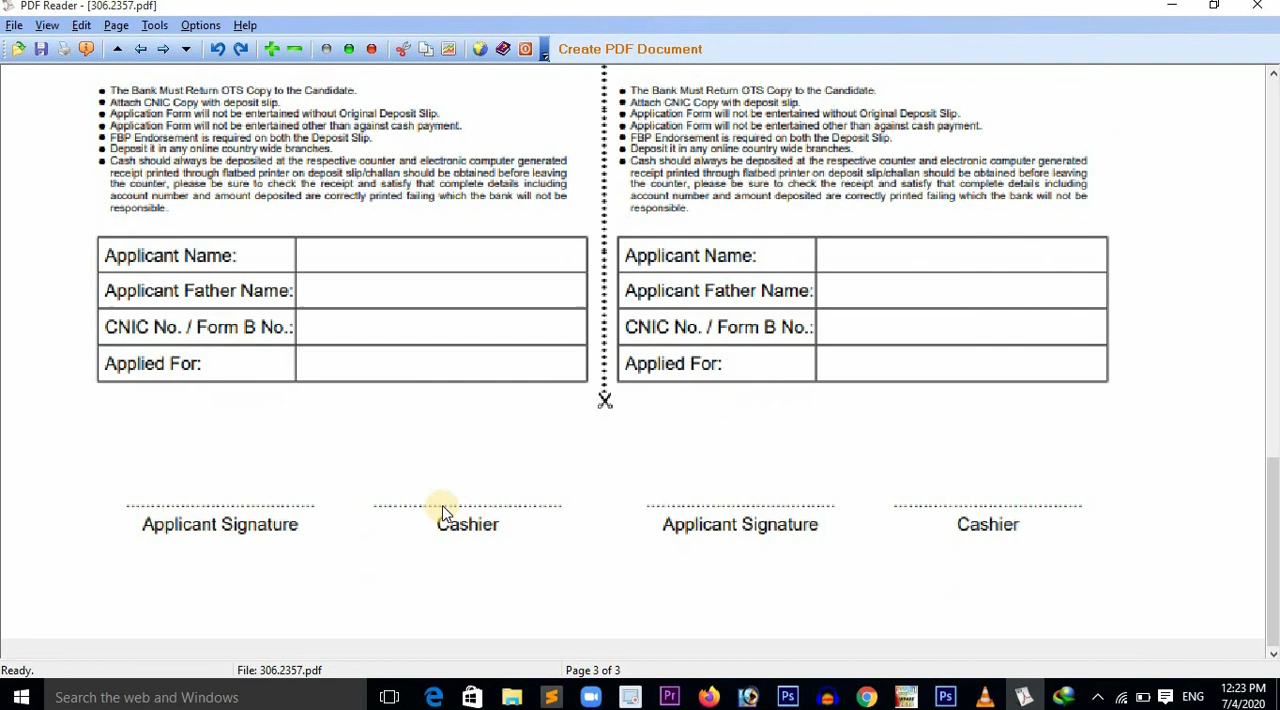 PDF Reader - [306.2357.pdf]
File View Edit Page Tools Options Help
Create PDF Document
The Bank Must Return OTS Copy to the Candidate.
Attach CNIC Copy with deposit slip.
Application Form will not be entertained without Original Deposit Slip.
Application Form will not be entertained other than against cash payment.
FBP Endorsement is required on both the Deposit Slip.
Deposit it in any online country wide branches.
Cash should always be deposited at the respective counter and electronic computer generated
receipt printed through flatbed printer on deposit slip/challan should be obtained before leaving
the counter, please be sure to check the receipt and satisfy that complete details including
account number and amount deposited are correctly printed failing which the bank will not be
responsible.
Applicant Name:
Applicant Father Name:
CNIC No. / Form B No.:
Applied For:
Applicant Signature
Cashier
The Bank Must Return OTS Copy to the Candidate.
Attach CNIC Copy with deposit slip.
Application Form will not be entertained without Original Deposit Slip.
Application Form will not be entertained other than against cash payment.
FBP Endorsement is required on both the Deposit Slip.
Deposit it in any online country wide branches.
Cash should always be deposited at the respective counter and electronic computer generated
receipt printed through flatbed printer on deposit slip/challan should be obtained before leaving
the counter, please be sure to check the receipt and satisfy that complete details including
account number and amount deposited are correctly printed failing which the bank will not be
responsible.
Applicant Name:
Applicant Father Name:
CNIC No. / Form B No.:
Applied For:
Applicant Signature
Cashier
Ready.
File: 306.2357.pdf
Page 3 of 3
Search the web and Windows
Pr
Ps
Ps
ENG
12:23 PM
7/4/2020